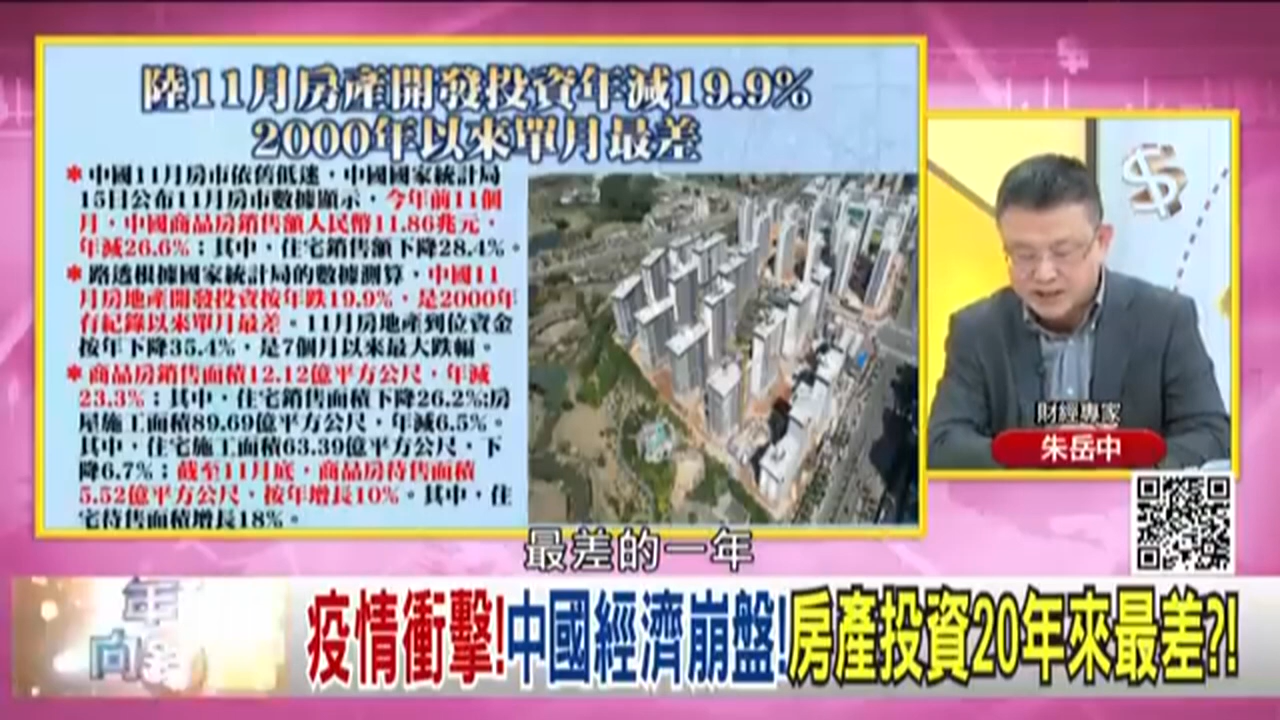 陸11月房產開發投資年減19.9%
2000年以來單月最差
* 中國11月房市依舊低迷，中國國家統計局
15日公布11月房市數據顯示，今年前11個
月，中國商品房銷售額人民幣11.86兆元，
年減26.6%；其中，住宅銷售額下降28.4%。
* 路透根據國家統計局的數據測算，中國11
月房地產開發投資按年跌19.9%，是2000年
有紀錄以來單月最差。11月房地產到位資金
按年下降35.4%，是7個月以來最大跌幅。
* 商品房銷售面積12.12億平方公尺，年減
23.3%；其中，住宅銷售面積下降26.2%;房
屋施工面積89.69億平方公尺，年減6.5%。
其中，住宅施工面積63.39億平方公尺，下
降6.7%；截至11月底，商品房待售面積
5.52億平方公尺，按年增長10%。其中，住
宅待售面積增長18%。
$
財經專家
朱岳中
最差的一年
年
向
疫情衝擊!中國經濟崩盤!房產投資20年來最差?!